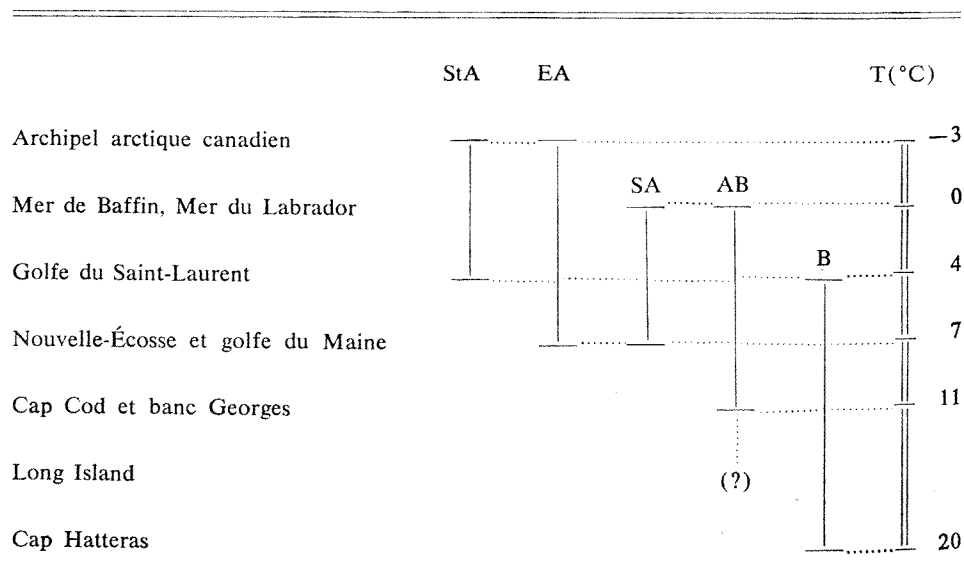 StA EA T(°C)
Archipel arctique canadien —3
SA AB
Mer de Baffin, Mer du Labrador 0
Golfe du Saint-Laurent B 4
Nouvelle-Écosse et golfe du Maine 7
Cap Cod et banc Georges 11
Long Island (?)
Cap Hatteras 20